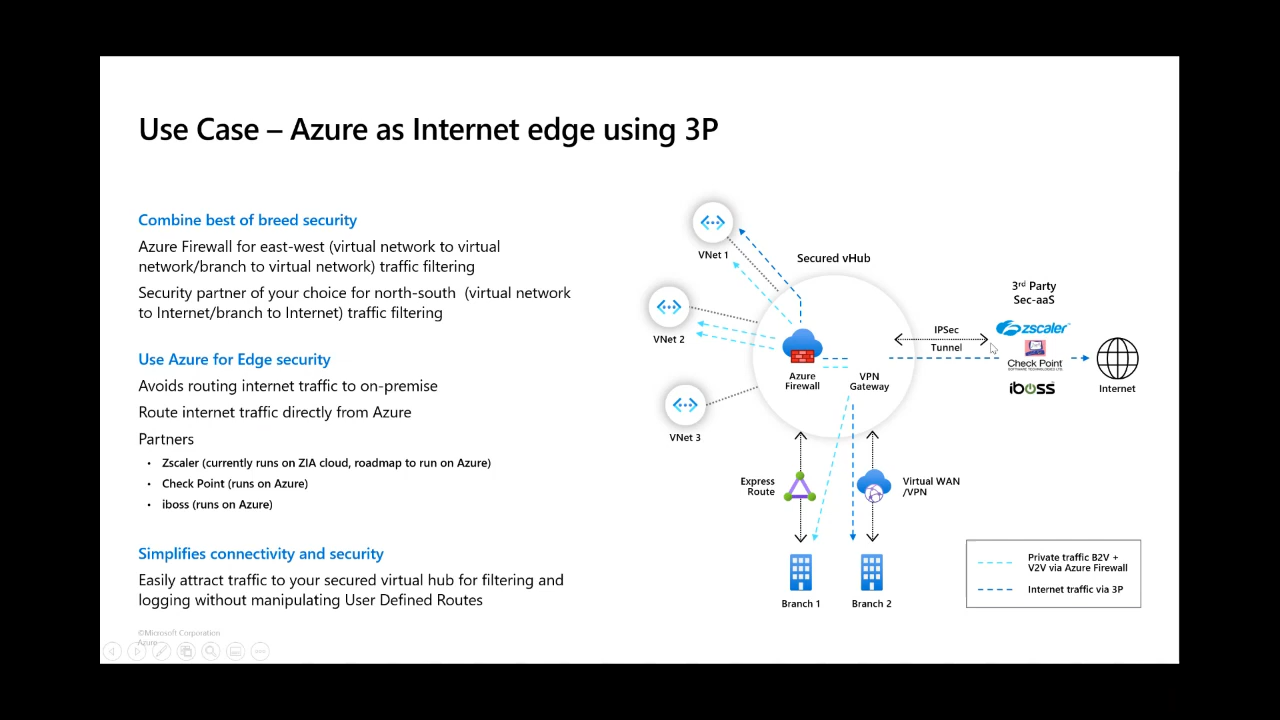 Use Case – Azure as Internet edge using 3P
Combine best of breed security
Azure Firewall for east-west (virtual network to virtual
network/branch to virtual network) traffic filtering
Security partner of your choice for north-south (virtual network
to Internet/branch to Internet) traffic filtering
Use Azure for Edge security
Avoids routing internet traffic to on-premise
Route internet traffic directly from Azure
Partners
• Zscaler (currently runs on ZIA cloud, roadmap to run on Azure)
• Check Point (runs on Azure)
• iboss (runs on Azure)
Simplifies connectivity and security
Easily attract traffic to your secured virtual hub for filtering and
logging without manipulating User Defined Routes
©Microsoft Corporation
Azure
VNet 1
VNet 2
VNet 3
Secured vHub
Azure
Firewall
VPN
Gateway
IPSec
Tunnel
3rd Party
Sec-aaS
zscaler
Check Point
SOFTWARE TECHNOLOGIES LTD.
iboss
Internet
Express
Route
Virtual WAN
/VPN
Branch 1
Branch 2
Private traffic B2V +
V2V via Azure Firewall
Internet traffic via 3P